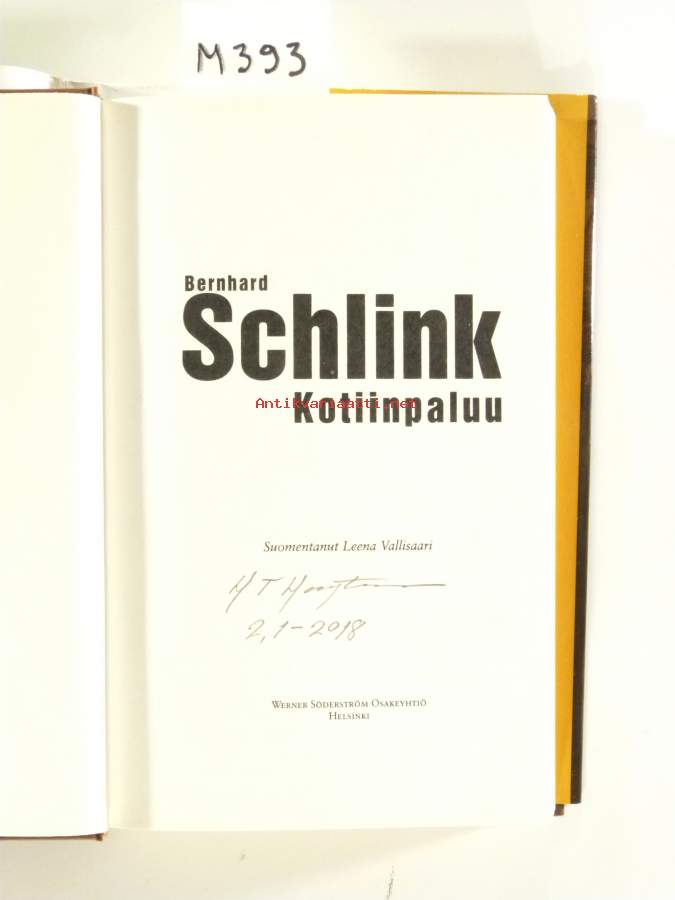 M393
Bernhard
Schlink
Kotiinpaluu
Antikvariaatti.net
Suomentanut Leena Vallisaari
M T
2,1-2018
Werner Söderström Osakeyhtiö
Helsinki